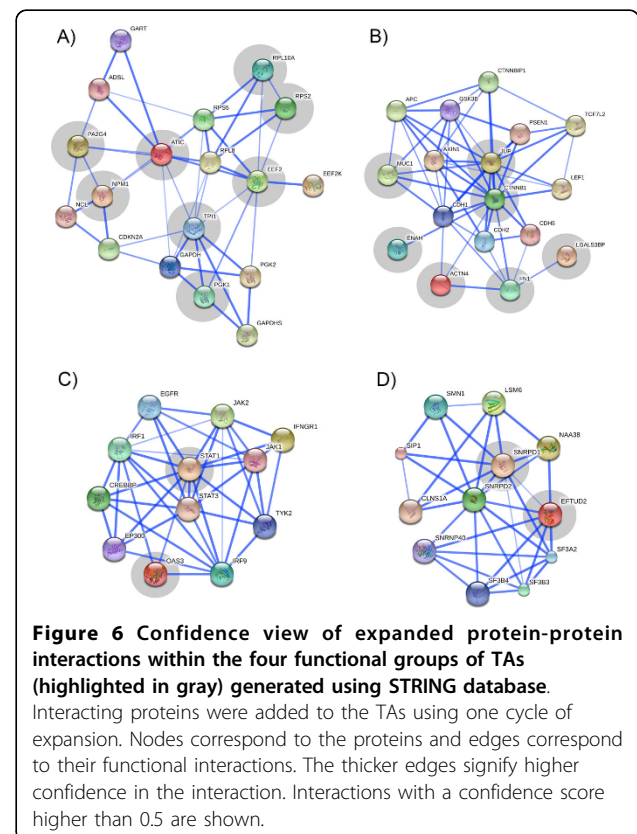 A)
GART
ADSL
RPL10A
RPS2
RPS6
PA2G4
ATIC
RPL8
EEF2
EEF2K
NPM1
NCL
TPI1
CDKN2A
GAPDH
PGK2
PGK1
GAPDHS
B)
CTNNBIP1
APC
GSK3B
TCF7L2
PSEN1
AXIN1
JUP
MUC1
LEF1
CTNNB1
CDH1
CDH2
CDH5
ENAH
LGALS3BP
ACTN4
FN1
C)
EGFR
JAK2
IFNGR1
IRF1
JAK1
STAT1
CREBBP
STAT3
TYK2
EP300
OAS3
IRF9
D)
SMN1
LSM6
NAA38
SIP1
SNRPD1
SNRPD2
CLNS1A
EFTUD2
SNRNP40
SF3A2
SF3B4
SF3B3
Figure 6 Confidence view of expanded protein-protein
interactions within the four functional groups of TAs
(highlighted in gray) generated using STRING database.
Interacting proteins were added to the TAs using one cycle of
expansion. Nodes correspond to the proteins and edges correspond
to their functional interactions. The thicker edges signify higher
confidence in the interaction. Interactions with a confidence score
higher than 0.5 are shown.